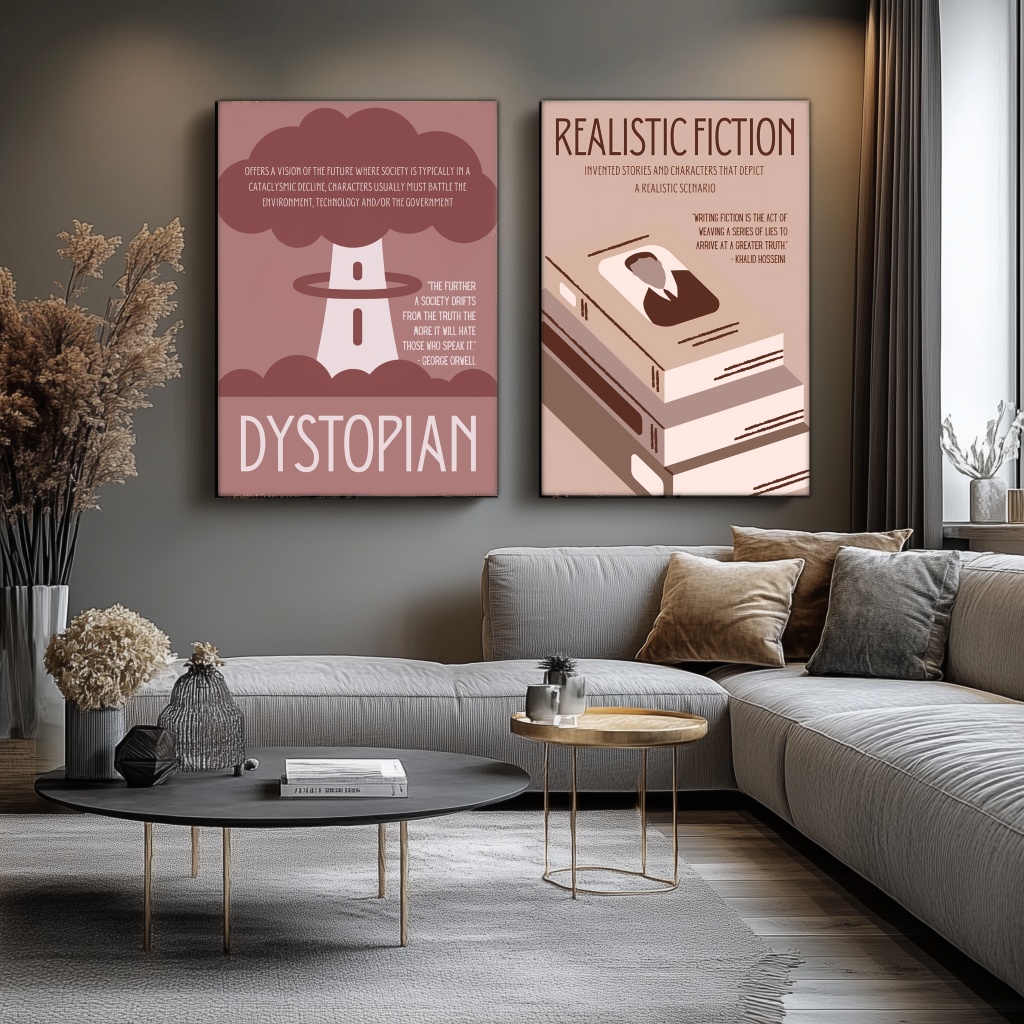 OFFERS A VISION OF THE FUTURE WHERE SOCIETY IS TYPICALLY IN A
CATACLYSMIC DECLINE, CHARACTERS USUALLY MUST BATTLE THE
ENVIRONMENT, TECHNOLOGY AND/OR THE GOVERNMENT
"THE FURTHER
A SOCIETY DRIFTS
FROM THE TRUTH THE
MORE IT WILL HATE
THOSE WHO SPEAK IT."
- GEORGE ORWELL
DYSTOPIAN
REALISTIC FICTION
INVENTED STORIES AND CHARACTERS THAT DEPICT
A REALISTIC SCENARIO
"WRITING FICTION IS THE ACT OF
WEAVING A SERIES OF LIES TO
ARRIVE AT A GREATER TRUTH."
- KHALID HOSSEINI